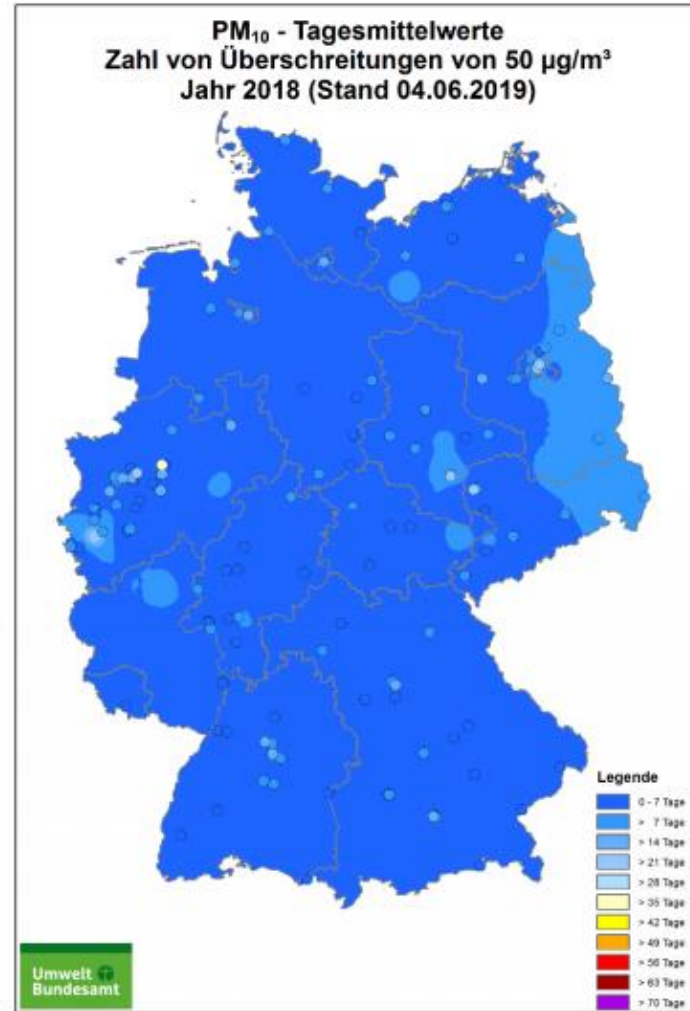 PM₁₀ - Tagesmittelwerte
Zahl von Überschreitungen von 50 µg/m³
Jahr 2018 (Stand 04.06.2019)
Legende
0 - 7 Tage
> 7 Tage
> 14 Tage
> 21 Tage
> 28 Tage
> 35 Tage
> 42 Tage
> 49 Tage
> 56 Tage
> 63 Tage
> 70 Tage
Umwelt
Bundesamt